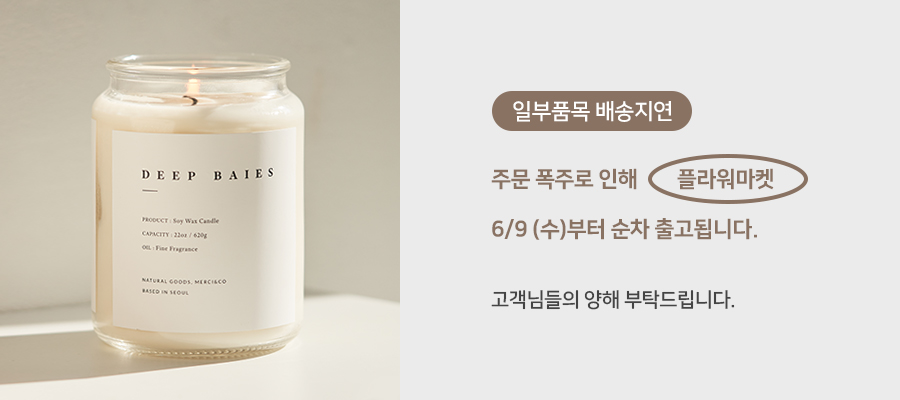 DEEP BAIES
PRODUCT : Soy Wax Candle
CAPACITY : 22oz / 620g
OIL : Fine Fragrance
NATURAL GOODS, MERCI&CO
BASED IN SEOUL
일부품목 배송지연
주문 폭주로 인해 플라워마켓
6/9 (수)부터 순차 출고됩니다.
고객님들의 양해 부탁드립니다.